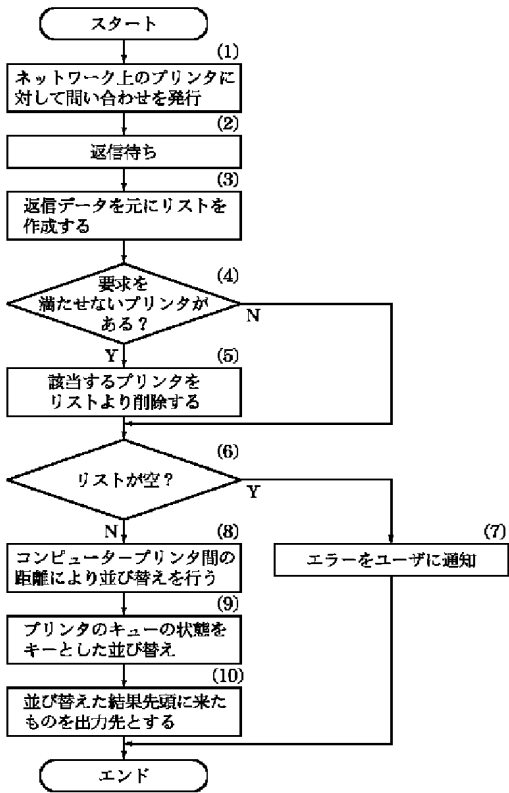 スタート
(1)
ネットワーク上のプリンタに
対して問い合わせを発行
(2)
返信待ち
(3)
返信データを元にリストを
作成する
(4)
要求を
満たせないプリンタが
ある？
N
Y
(5)
該当するプリンタを
リストより削除する
(6)
リストが空？
Y
N
(7)
エラーをユーザに通知
(8)
コンピュータープリンタ間の
距離により並び替えを行う
(9)
プリンタのキューの状態を
キーとした並び替え
(10)
並び替えた結果先頭に来た
ものを出力先とする
エンド